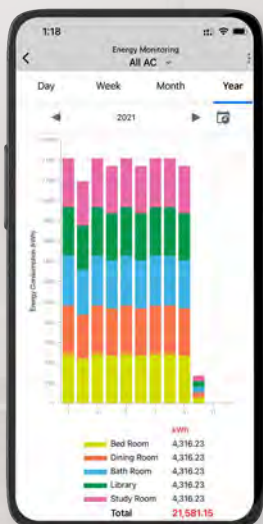 1:18
Energy Monitoring
All AC
Day Week Month Year
2021
Energy Consumption (kWh)
kWh
Bed Room 4,316.23
Dining Room 4,316.23
Bath Room 4,316.23
Library 4,316.23
Study Room 4,316.23
Total 21,581.15